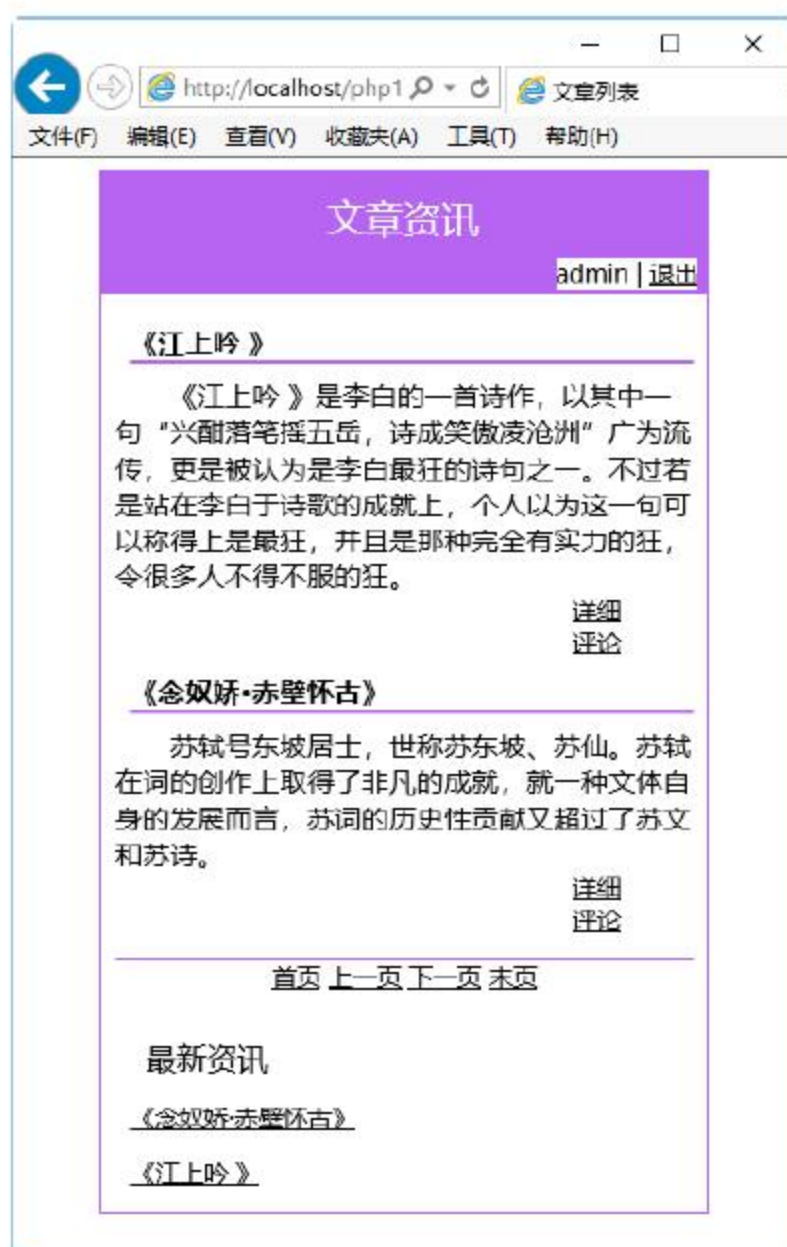 http://localhost/php1
文章列表
文件(F) 编辑(E) 查看(V) 收藏夹(A) 工具(T) 帮助(H)
文章资讯
admin | 退出
《江上吟 》
《江上吟 》是李白的一首诗作，以其中一
句“兴酣落笔摇五岳，诗成笑傲凌沧洲”广为流
传，更是被认为是李白最狂的诗句之一。不过若
是站在李白于诗歌的成就上，个人以为这一句可
以称得上是最狂，并且是那种完全有实力的狂，
令很多人不得不服的狂。
详细
评论
《念奴娇·赤壁怀古》
苏轼号东坡居士，世称苏东坡、苏仙。苏轼
在词的创作上取得了非凡的成就，就一种文体自
身的发展而言，苏词的历史性贡献又超过了苏文
和苏诗。
详细
评论
首页 上一页 下一页 末页
最新资讯
《念奴娇·赤壁怀古》
《江上吟 》